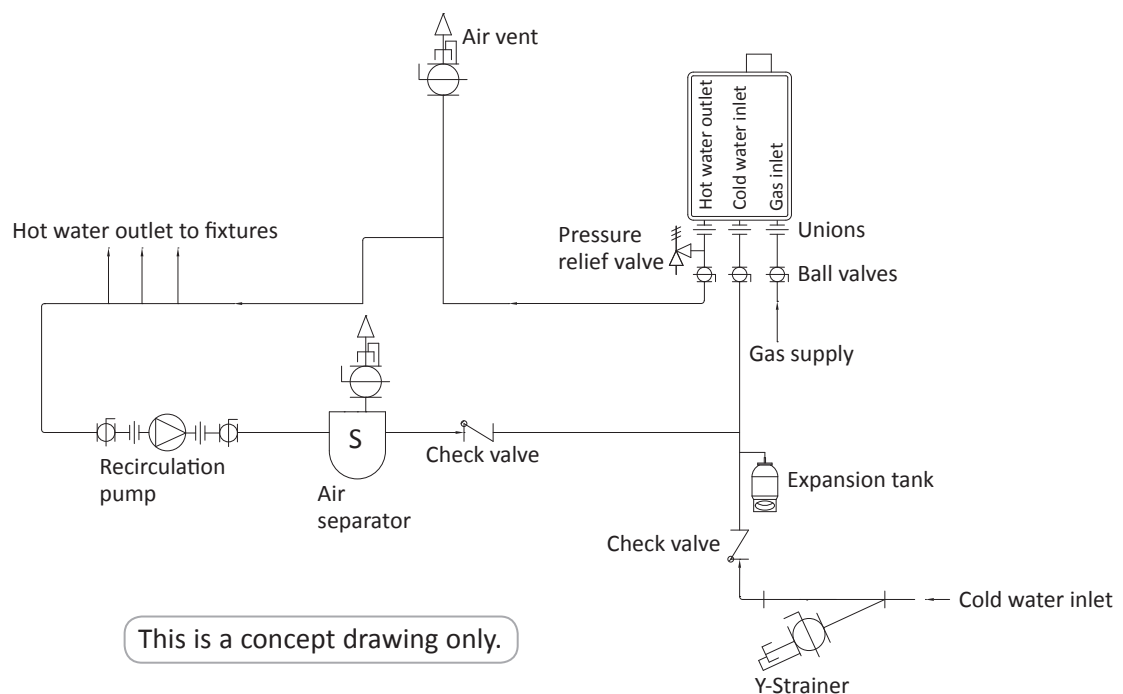 Air vent
Hot water outlet
Cold water inlet
Gas inlet
Hot water outlet to fixtures
Pressure
relief valve
Unions
Ball valves
Gas supply
S
Recirculation
pump
Air
separator
Check valve
Expansion tank
Check valve
Cold water inlet
This is a concept drawing only.
Y-Strainer